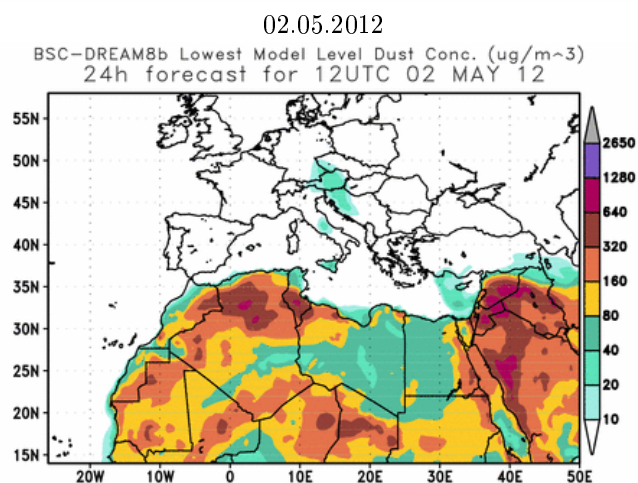 02.05.2012
BSC-DREAM8b Lowest Model Level Dust Conc. (ug/m^3)
24h forecast for 12UTC 02 MAY 12
55N
50N
45N
40N
35N
30N
25N
20N
15N
20W 10W 0 10E 20E 30E 40E 50E
2650
1280
640
320
160
80
40
20
10